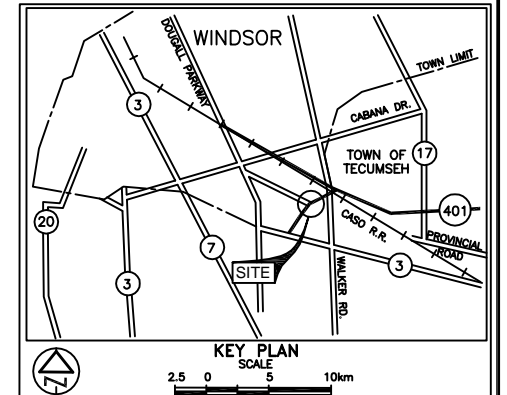 WINDSOR
DOUGALL PARKWAY
TOWN LIMIT
3
CABANA DR.
17
TOWN OF
TECUMSEH
20
401
CASO R.R.
PROVINCIAL
ROAD
7
3
SITE
3
WALKER RD.
KEY PLAN
SCALE
N
2.5 0 5 10km